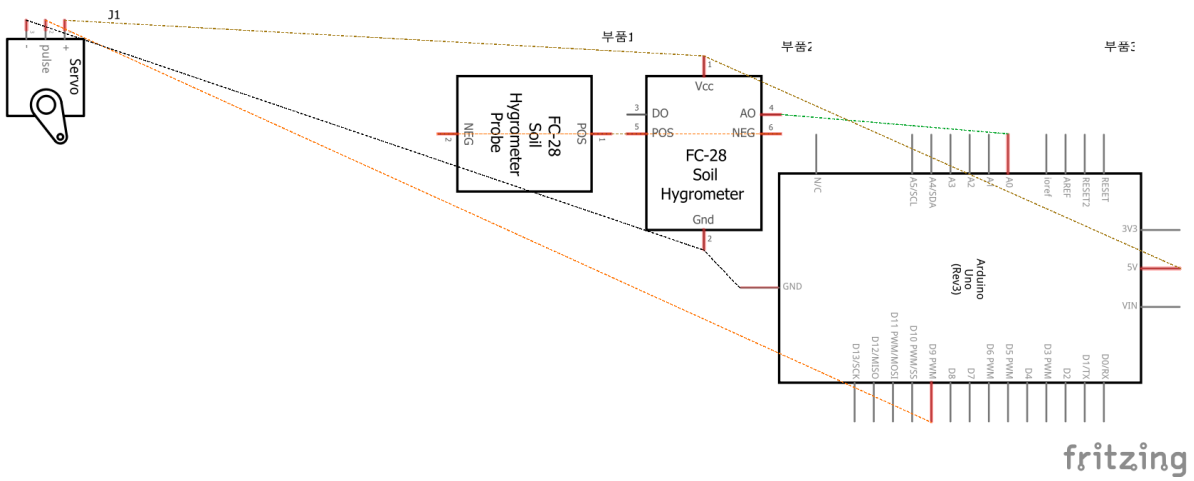 J1
부품1
부품2
부품3
-
pulse
+
Servo
1
2
3
1
Vcc
3
DO
AO
4
5
POS
NEG
6
FC-28
Soil
Hygrometer
Gnd
2
2
NEG
POS
1
FC-28
Soil
Hygrometer
Probe
N/C
A5/SCL
A4/SDA
A3
A2
A1
A0
ioref
AREF
RESET2
RESET
3V3
5V
VIN
GND
Arduino
Uno
(Rev3)
D13/SCK
D12/MISO
D11 PWM/MOSI
D10 PWM/SS
D9 PWM
D8
D7
D6 PWM
D5 PWM
D4
D3 PWM
D2
D1/TX
D0/RX
fritzing